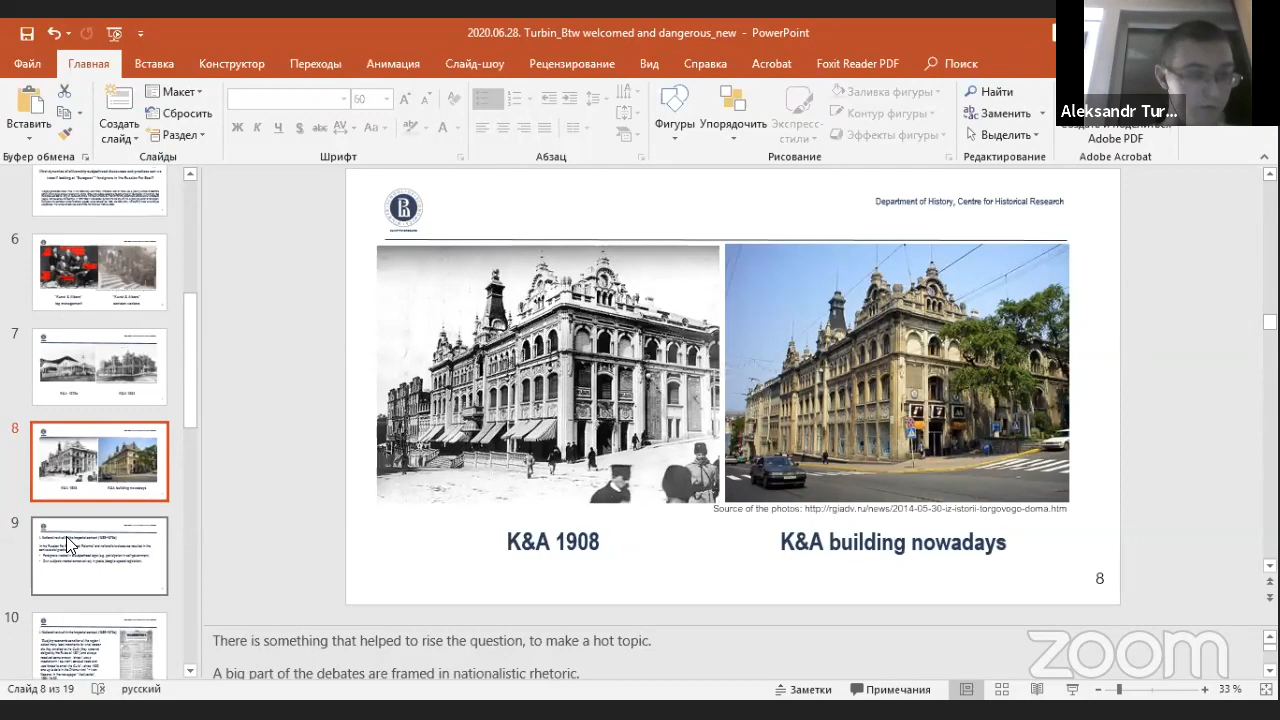 2020.06.28. Turbin_Btw welcomed and dangerous_new - PowerPoint
Файл Главная Вставка Конструктор Переходы Анимация Слайд-шоу Рецензирование Вид Справка Acrobat Foxit Reader PDF Поиск
Aleksandr Tur...
Вставить
Создать слайд
Макет
Сбросить
Раздел
60
Ж К Ч S abc AV Aa
A
Фигуры
Упорядочить
Экспресс-стили
Заливка фигуры
Контур фигуры
Эффекты фигуры
Найти
Заменить
Выделить
Adobe PDF
Буфер обмена Слайды Шрифт Абзац Рисование Редактирование Adobe Acrobat
6
7
8
9
10
Department of History, Centre for Historical Research
Source of the photos: http://rgiadv.ru/news/2014-05-30-iz-istorii-torgovogo-doma.htm
K&A 1908
K&A building nowadays
8
There is something that helped to rise the question to make a hot topic.
A big part of the debates are framed in nationalistic rhetoric.
zoom
Слайд 8 из 19 русский Заметки Примечания 33 %